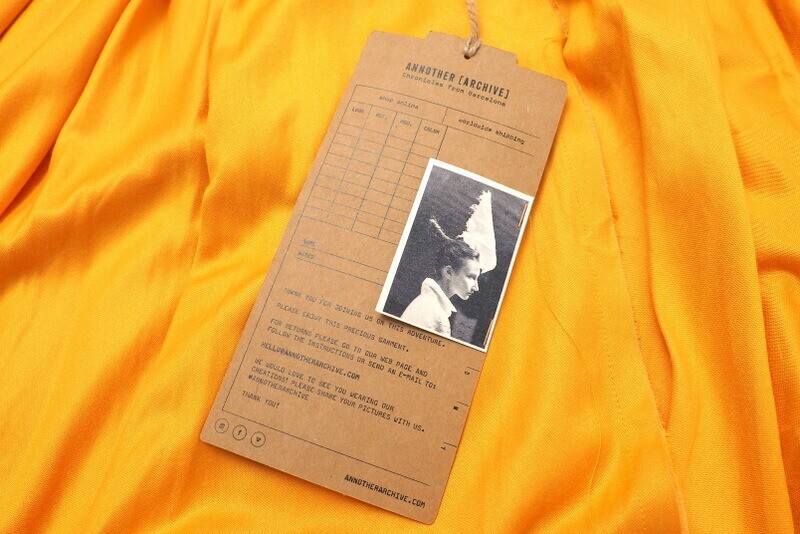 ANNOTHER [ARCHIVE]
Chronicles from Barcelona
shop online
worldwide shipping
LOOK
REF.
COLOR
NAME
NOTES
THANK YOU FOR JOINING US ON THIS ADVENTURE.
PLEASE ENJOY THIS PRECIOUS GARMENT.
FOR RETURNS PLEASE GO TO OUR WEB PAGE AND
FOLLOW THE INSTRUCTIONS OR SEND AN E-MAIL TO:
HELLO@ANNOTHERARCHIVE.COM
WE WOULD LOVE TO SEE YOU WEARING OUR
CREATIONS! PLEASE SHARE YOUR PICTURES WITH US.
#ANNOTHERARCHIVE
THANK YOU!
ANNOTHERARCHIVE.COM